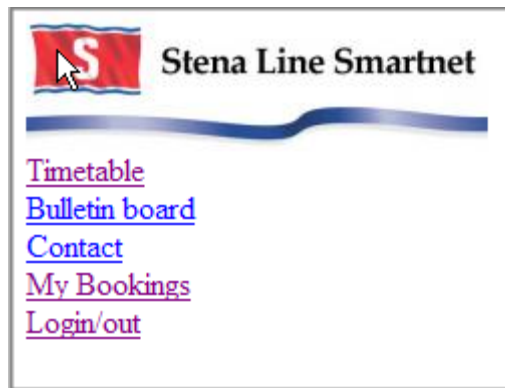 S
Stena Line Smartnet
Timetable
Bulletin board
Contact
My Bookings
Login/out